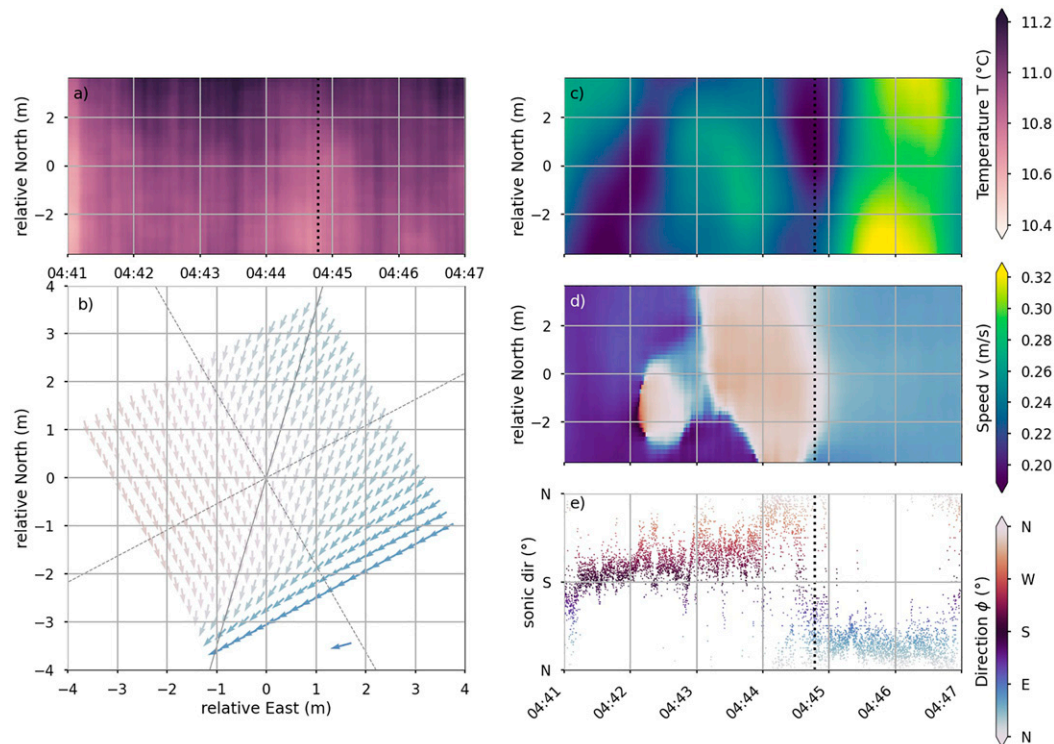 a)
relative North (m)
2
0
−2
04:41 04:42 04:43 04:44 04:45 04:46 04:47
c)
relative North (m)
2
0
−2
11.2
11.0
10.8
10.6
10.4
Temperature T (°C)
b)
relative North (m)
4
3
2
1
0
−1
−2
−3
−4
−4 −3 −2 −1 0 1 2 3 4
relative East (m)
d)
relative North (m)
2
0
−2
0.32
0.30
0.28
0.26
0.24
0.22
0.20
Speed v (m/s)
e)
sonic dir (°)
N
S
N
04:41 04:42 04:43 04:44 04:45 04:46 04:47
N
W
S
E
N
Direction ϕ (°)